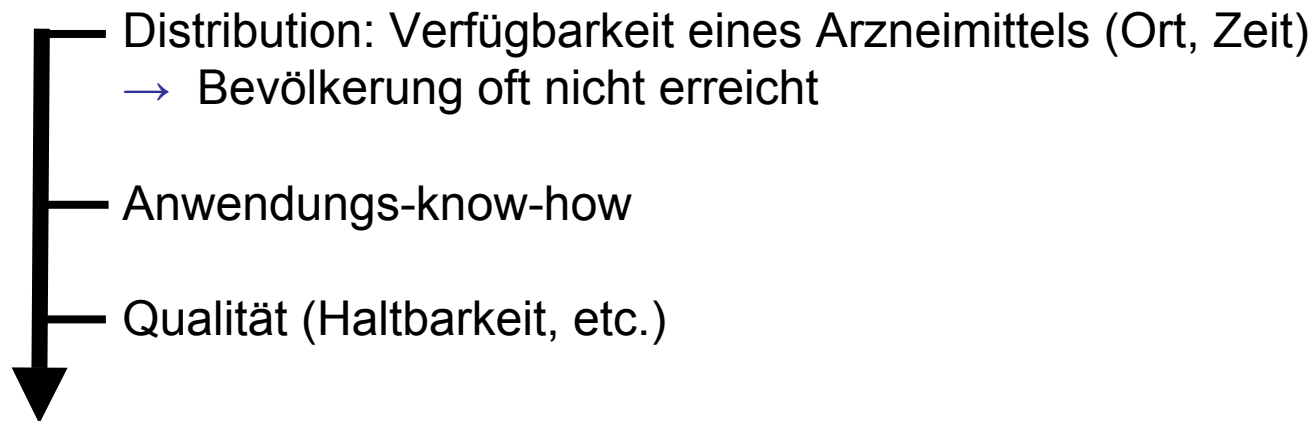 Distribution: Verfügbarkeit eines Arzneimittels (Ort, Zeit)
→ Bevölkerung oft nicht erreicht
Anwendungs-know-how
Qualität (Haltbarkeit, etc.)